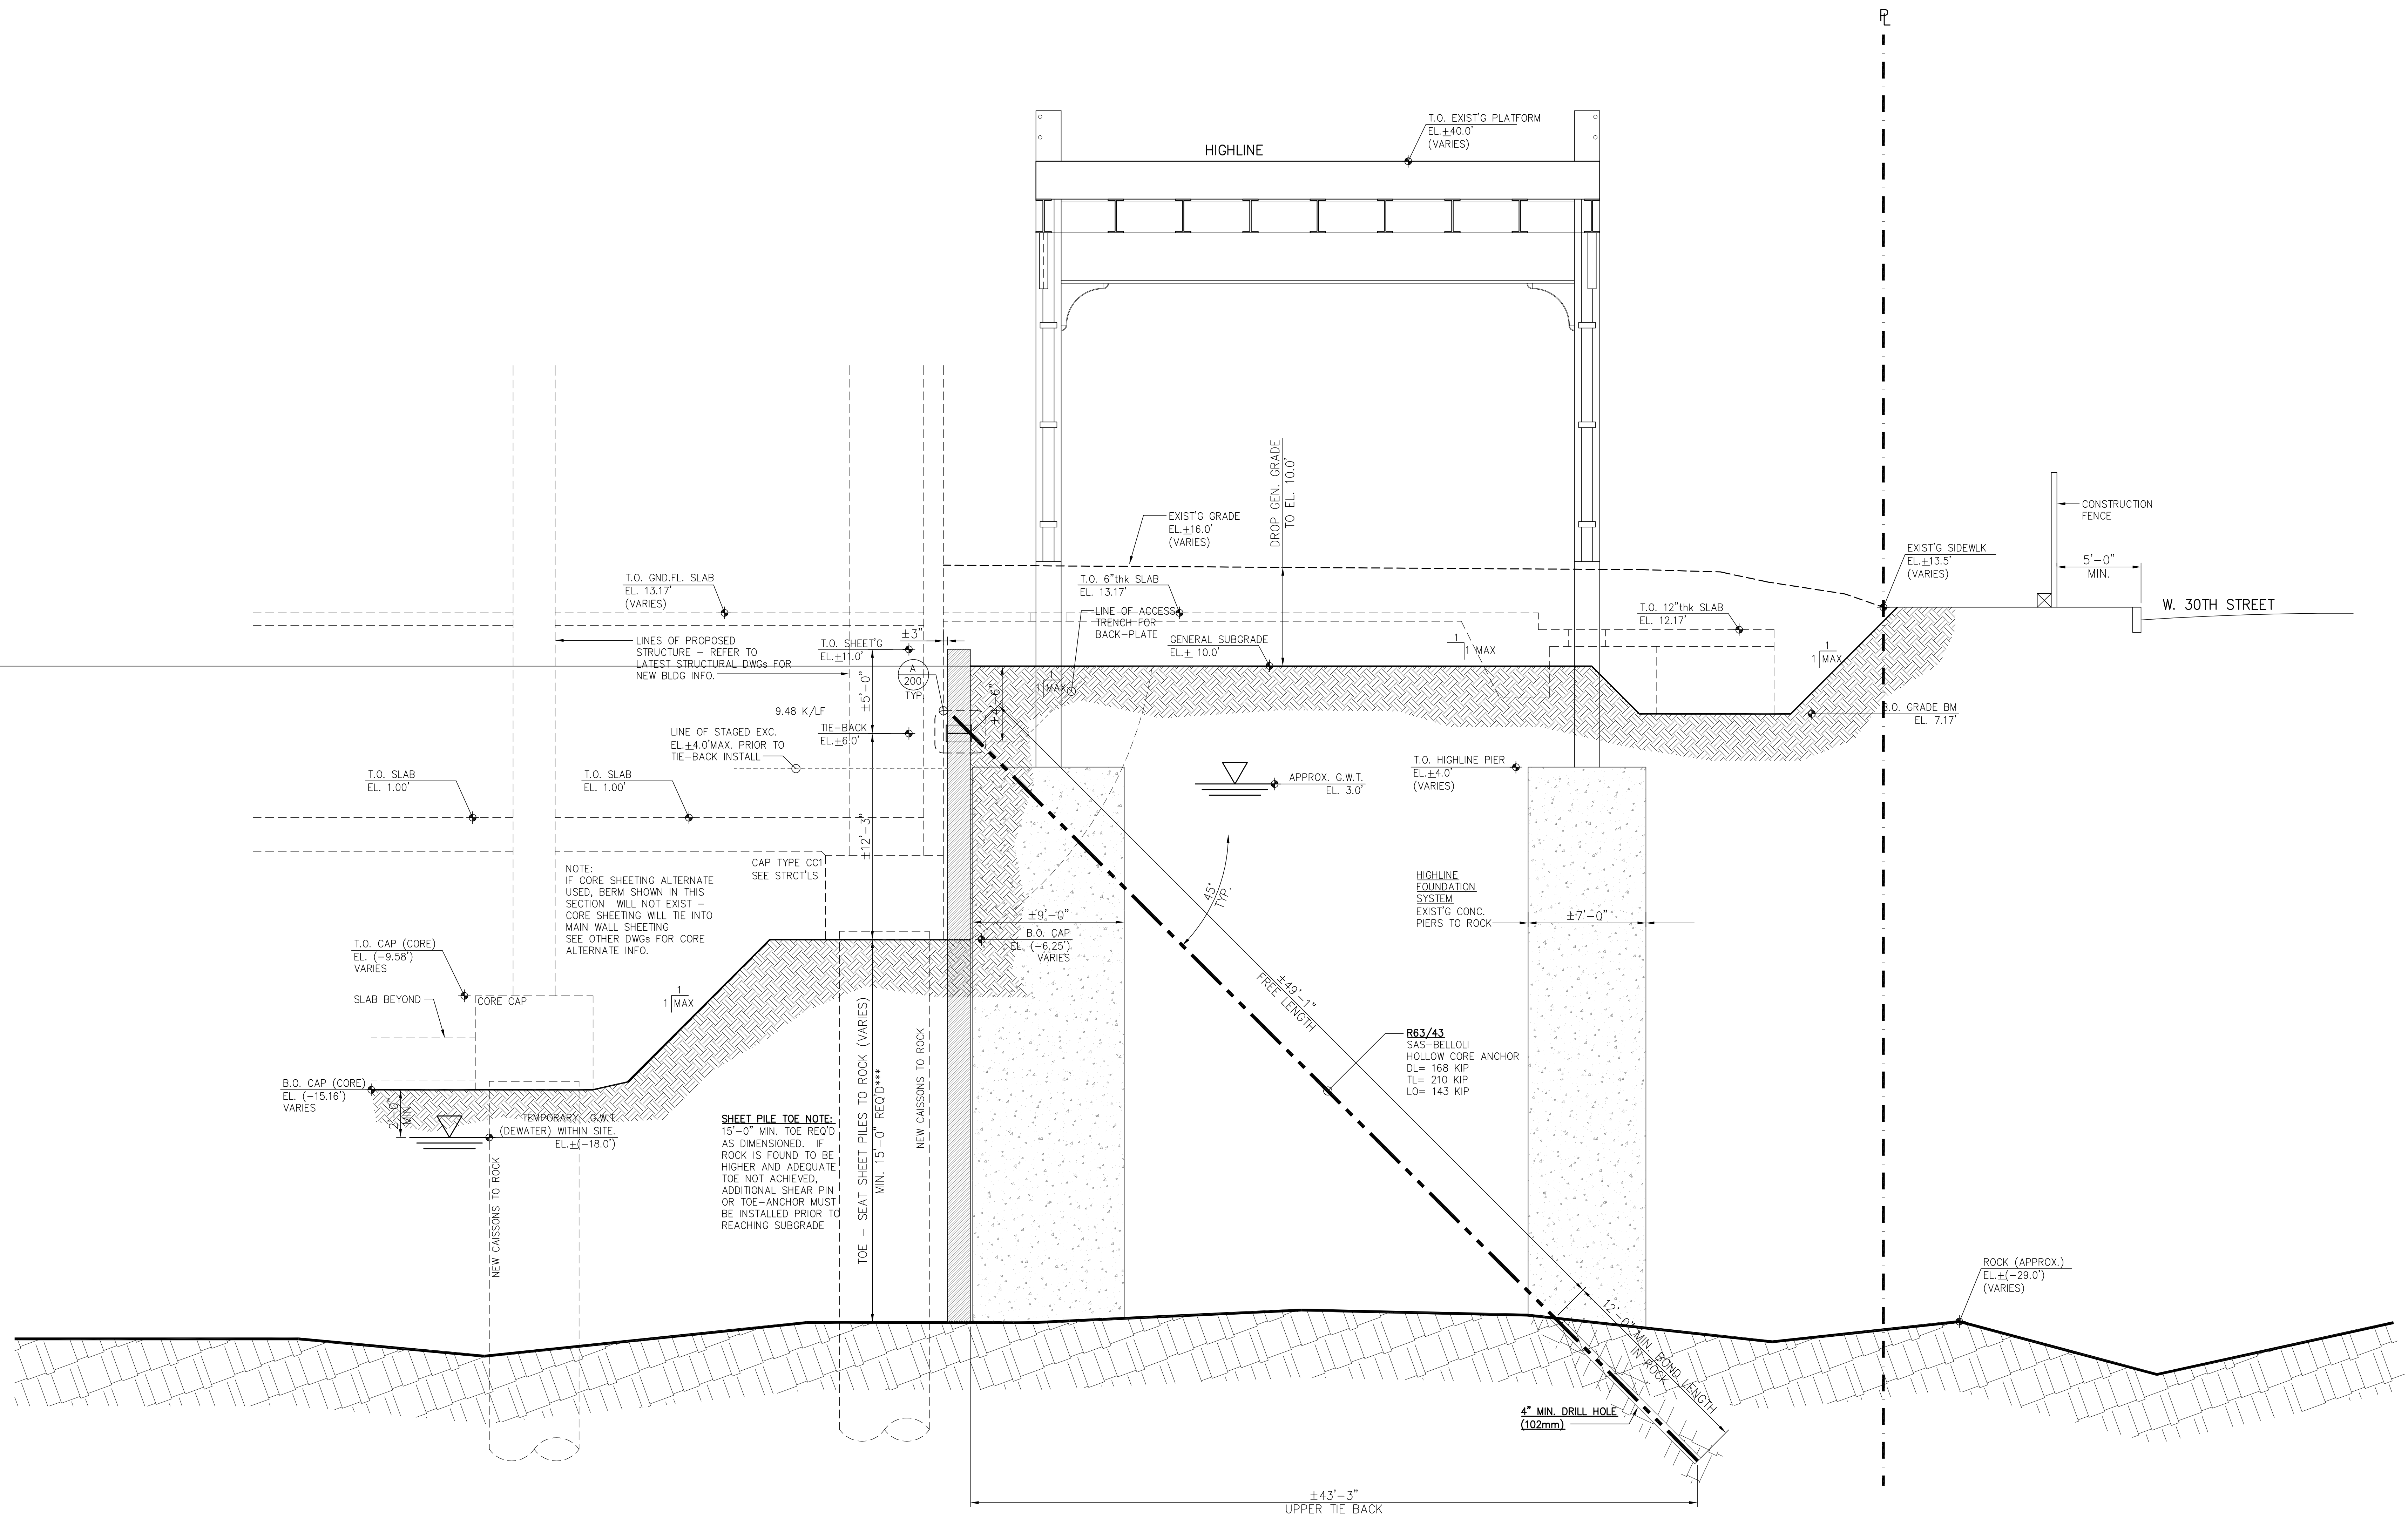 PL
T.O. EXIST'G PLATFORM
EL.±40.0'
(VARIES)
HIGHLINE
DROP GEN. GRADE
TO EL. 10.0'
EXIST'G GRADE
EL.±16.0'
(VARIES)
CONSTRUCTION
FENCE
5'-0"
MIN.
EXIST'G SIDEWLK
EL.±13.5'
(VARIES)
W. 30TH STREET
T.O. GND.FL. SLAB
EL. 13.17'
(VARIES)
T.O. 6"thk SLAB
EL. 13.17'
LINE OF ACCESS
TRENCH FOR
BACK-PLATE
T.O. 12"thk SLAB
EL. 12.17'
LINES OF PROPOSED
STRUCTURE - REFER TO
LATEST STRUCTURAL DWGs FOR
NEW BLDG INFO.
±3"
T.O. SHEET'G
EL.±11.0'
GENERAL SUBGRADE
EL.± 10.0'
1
1 MAX
1
1 MAX
1
1 MAX
A
200
TYP.
±5'-0"
±4'-6"
9.48 K/LF
TIE-BACK
EL.±6.0'
B.O. GRADE BM
EL. 7.17'
LINE OF STAGED EXC.
EL.±4.0'MAX. PRIOR TO
TIE-BACK INSTALL
T.O. SLAB
EL. 1.00'
T.O. SLAB
EL. 1.00'
APPROX. G.W.T.
EL. 3.0'
T.O. HIGHLINE PIER
EL.±4.0'
(VARIES)
±12'-3"
CAP TYPE CC1
SEE STRCT'LS
NOTE:
IF CORE SHEETING ALTERNATE
USED, BERM SHOWN IN THIS
SECTION WILL NOT EXIST -
CORE SHEETING WILL TIE INTO
MAIN WALL SHEETING
SEE OTHER DWGs FOR CORE
ALTERNATE INFO.
45°
TYP.
HIGHLINE
FOUNDATION
SYSTEM
EXIST'G CONC.
PIERS TO ROCK
±9'-0"
±7'-0"
B.O. CAP
EL. (-6.25')
VARIES
T.O. CAP (CORE)
EL. (-9.58')
VARIES
SLAB BEYOND
CORE CAP
1
1 MAX
±49'-1"
FREE LENGTH
R63/43
SAS-BELLOLI
HOLLOW CORE ANCHOR
DL= 168 KIP
TL= 210 KIP
LO= 143 KIP
B.O. CAP (CORE)
EL. (-15.16')
VARIES
2'-0"
MIN.
TEMPORARY G.W.T.
(DEWATER) WITHIN SITE.
EL.±(-18.0')
SHEET PILE TOE NOTE:
15'-0" MIN. TOE REQ'D
AS DIMENSIONED. IF
ROCK IS FOUND TO BE
HIGHER AND ADEQUATE
TOE NOT ACHIEVED,
ADDITIONAL SHEAR PIN
OR TOE-ANCHOR MUST
BE INSTALLED PRIOR TO
REACHING SUBGRADE
TOE - SEAT SHEET PILES TO ROCK (VARIES)
MIN. 15'-0" REQ'D***
NEW CAISSONS TO ROCK
NEW CAISSONS TO ROCK
ROCK (APPROX.)
EL.±(-29.0')
(VARIES)
12'-0" MIN. BOND LENGTH
IN ROCK
4" MIN. DRILL HOLE
(102mm)
±43'-3"
UPPER TIE BACK